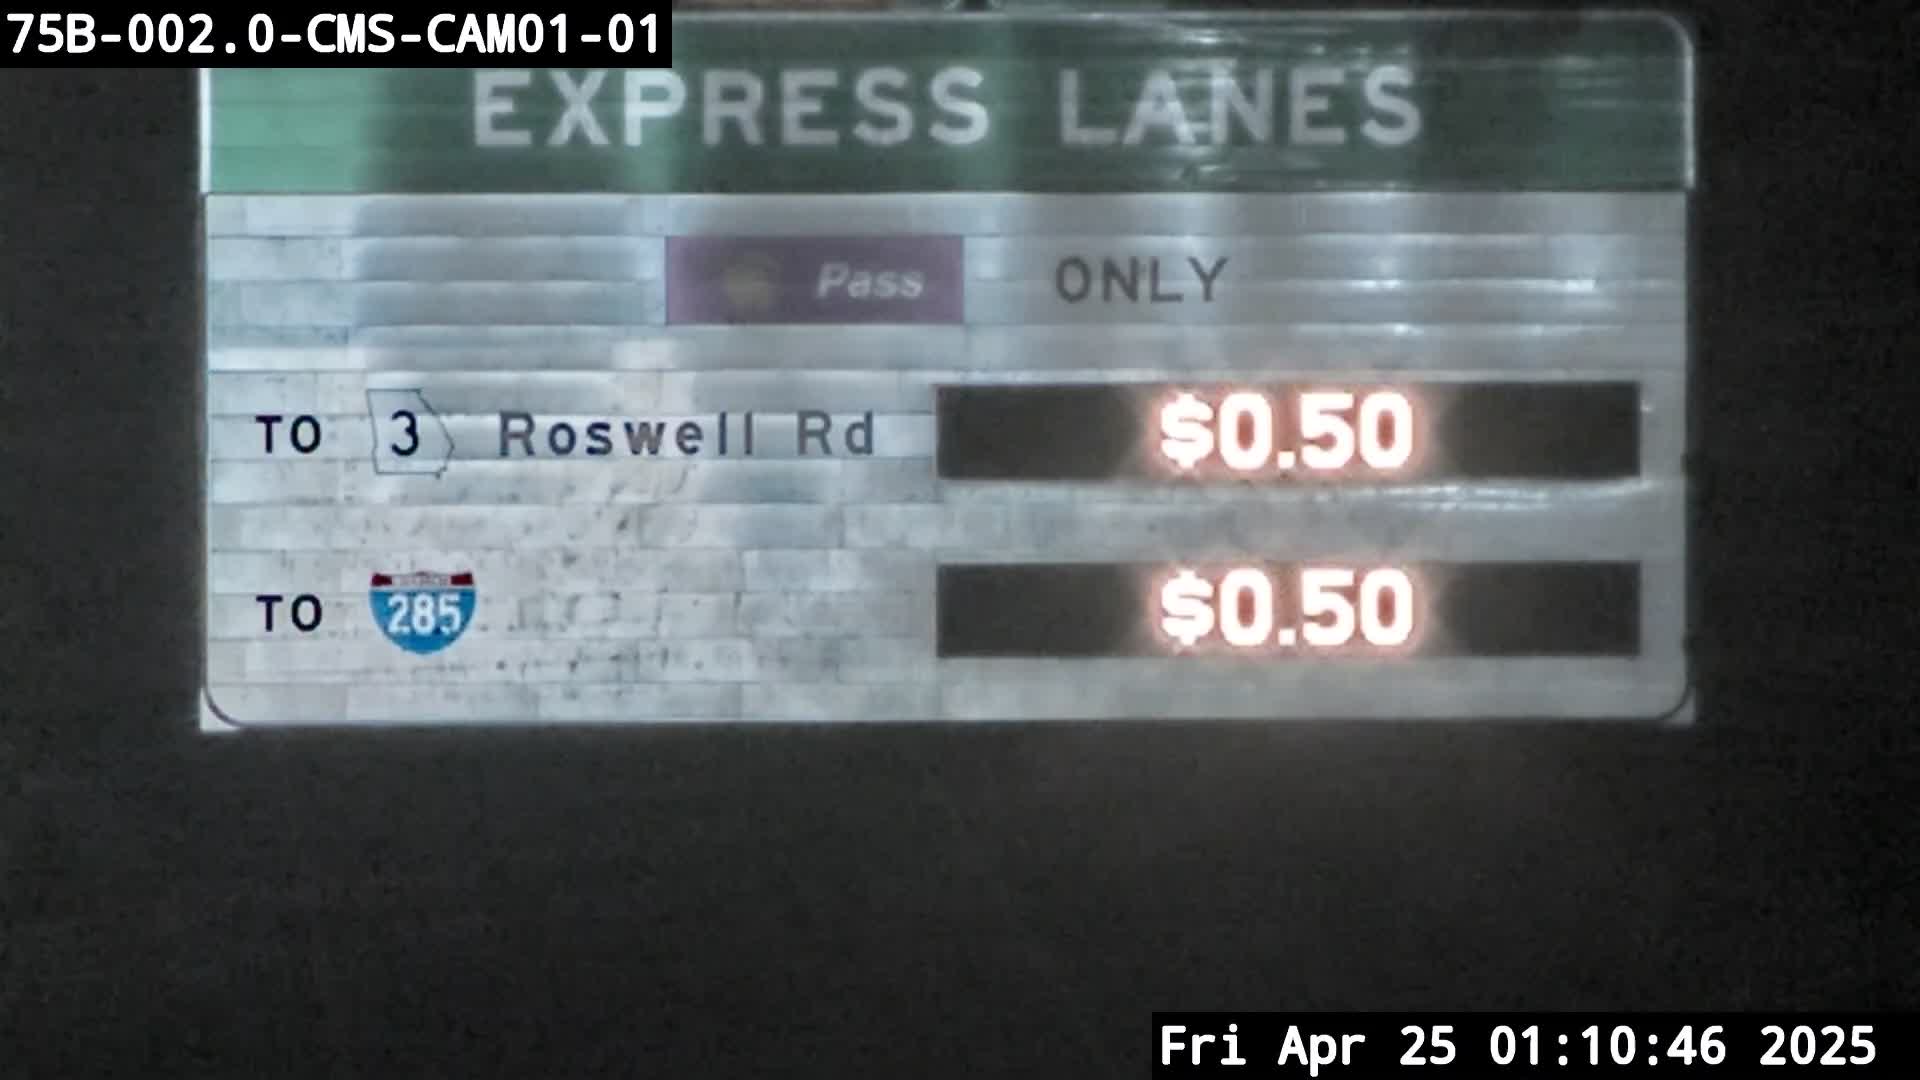 75B-002.0-CMS-CAM01-01
EXPRESS LANES
Pass ONLY
TO 3 Roswell Rd $0.50
TO 285 $0.50
Fri Apr 25 01:10:46 2025